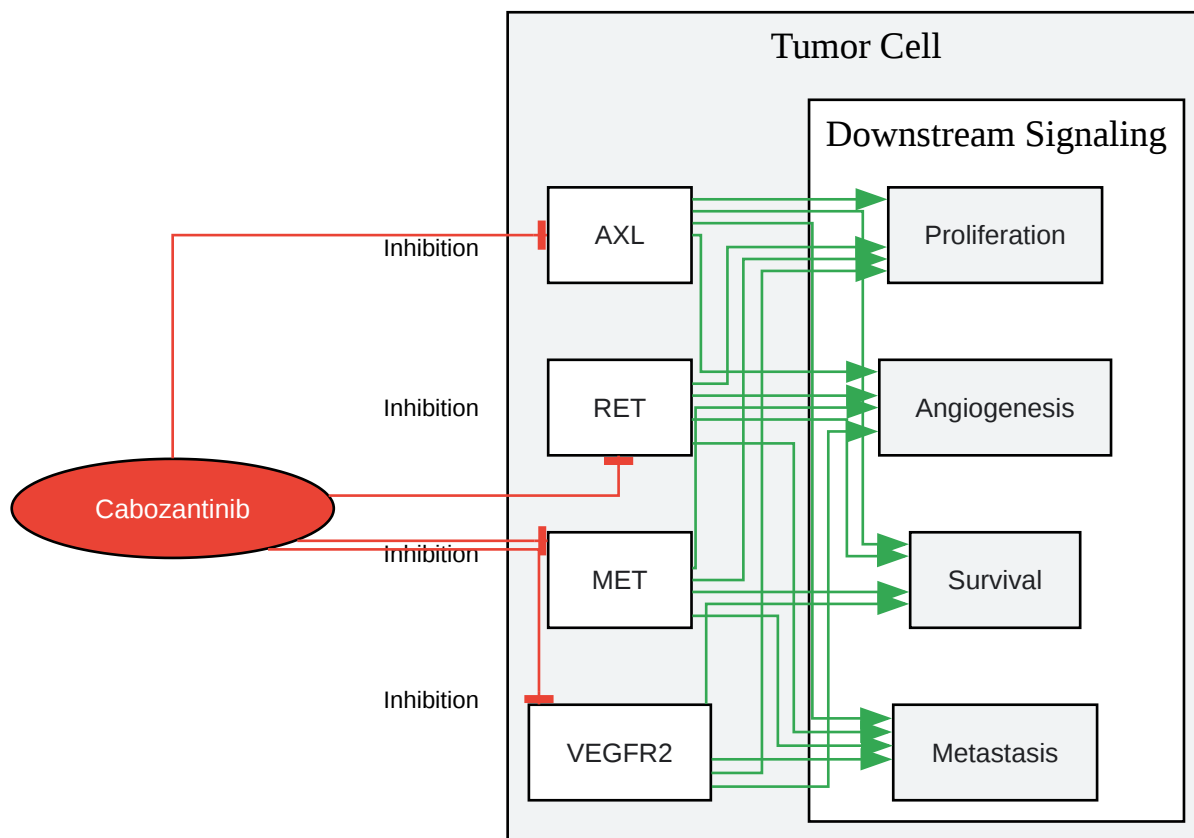 Tumor Cell
Downstream Signaling
AXL
Proliferation
Inhibition
RET
Angiogenesis
Inhibition
Cabozantinib
Inhibition
MET
Survival
Inhibition
VEGFR2
Metastasis